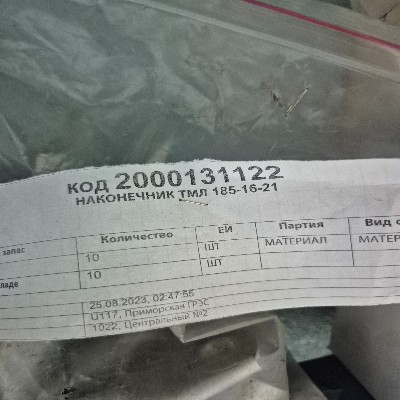 КОД 2000131122
НАКОНЕЧНИК ТМЛ 185-16-21
запас Количество ЕИ Партия Вид
10 ШТ МАТЕРИАЛ МАТЕР
ладе 10 ШТ
25.08.2023, 02:47:55
U117, Приморская ГРЭС
1022, Центральный №2